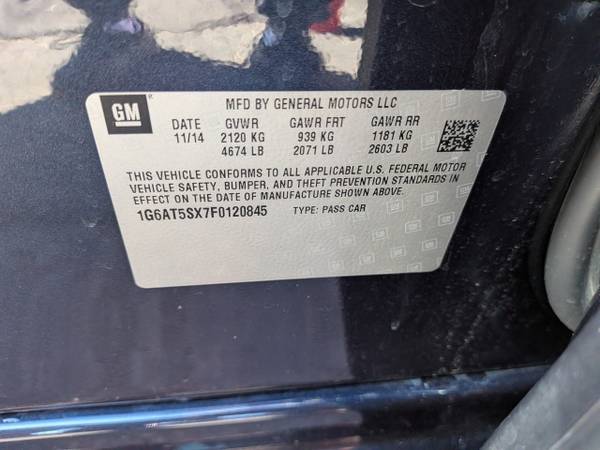 GM
MFD BY GENERAL MOTORS LLC
DATE GVWR GAWR FRT GAWR RR
11/14 2120 KG 939 KG 1181 KG
4674 LB 2071 LB 2603 LB
THIS VEHICLE CONFORMS TO ALL APPLICABLE U.S. FEDERAL MOTOR
VEHICLE SAFETY, BUMPER, AND THEFT PREVENTION STANDARDS IN
EFFECT ON THE DATE OF MANUFACTURE SHOWN ABOVE.
1G6AT5SX7F0120845 TYPE: PASS CAR